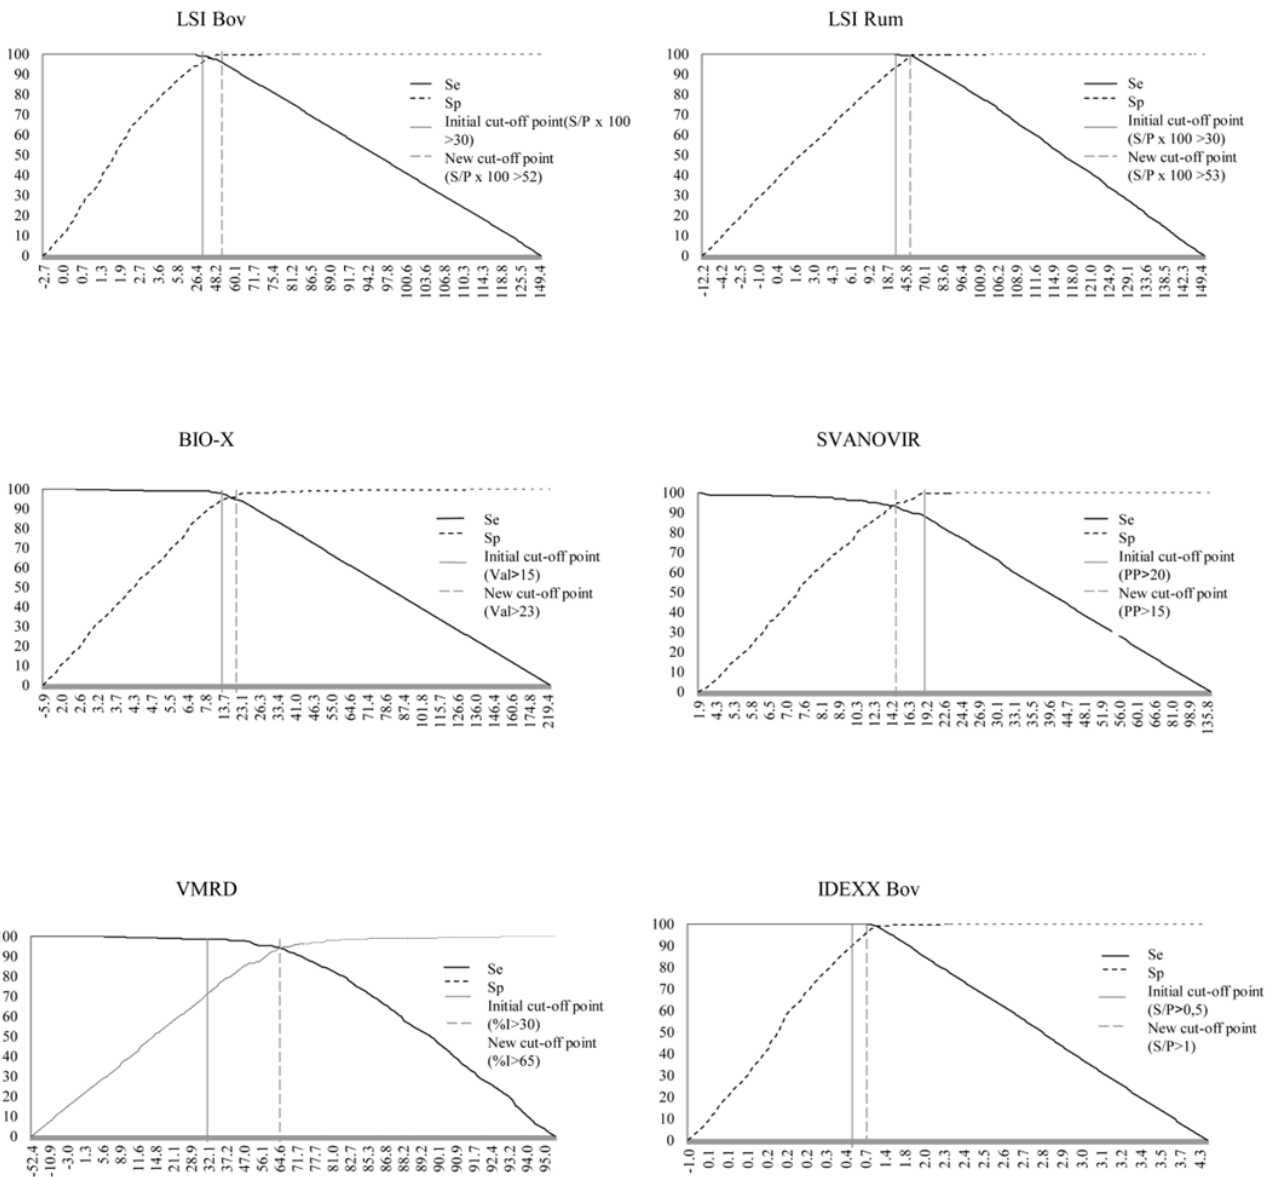 LSI Bov
100
90
80
70
60
50
40
30
20
10
0
Se
Sp
Initial cut-off point(S/P x 100
>30)
New cut-off point
(S/P x 100 >52)
-2.7 0.0 0.7 1.3 1.9 2.7 3.6 5.8 26.4 48.2 60.1 71.7 75.4 81.2 86.5 89.0 91.7 94.2 97.8 100.6 103.6 106.8 110.3 114.3 118.8 125.5 149.4
LSI Rum
100
90
80
70
60
50
40
30
20
10
0
Se
Sp
Initial cut-off point
(S/P x 100 >30)
New cut-off point
(S/P x 100 >53)
-12.2 -4.2 -2.5 -1.0 0.4 1.6 3.0 4.3 6.1 9.2 18.7 45.8 70.1 83.6 96.4 100.9 106.2 108.9 111.6 114.9 118.0 121.0 124.9 129.1 133.6 138.5 142.3 149.4
BIO-X
100
90
80
70
60
50
40
30
20
10
0
Se
Sp
Initial cut-off point
(Val>15)
New cut-off point
(Val>23)
-5.9 2.0 2.6 3.2 3.7 4.3 4.7 5.5 6.4 7.8 13.7 23.1 26.3 34.4 41.0 46.3 55.0 64.6 71.4 78.6 87.4 101.8 115.7 126.6 136.0 146.4 160.6 174.8 219.4
SVANOVIR
100
90
80
70
60
50
40
30
20
10
0
Se
Sp
Initial cut-off point
(PP>20)
New cut-off point
(PP>15)
1.9 4.3 5.3 5.8 6.5 7.0 7.6 8.1 8.9 10.3 12.3 14.2 16.3 19.2 22.6 24.4 26.9 30.1 33.1 35.5 39.6 44.7 48.1 51.9 56.0 60.1 66.6 81.0 98.9 135.8
VMRD
00
90
80
70
60
50
40
30
20
10
0
Se
Sp
Initial cut-off point
(%I>30)
New cut-off point
(%I>65)
-52.4 -10.9 -3.0 1.3 5.6 8.9 11.6 14.8 21.1 28.9 32.1 37.2 47.0 56.1 64.6 71.7 77.7 81.0 83.7 85.3 86.8 88.2 89.2 90.1 90.9 91.7 92.4 93.2 94.0 95.0
IDEXX Bov
100
90
80
70
60
50
40
30
20
10
0
Se
Sp
Initial cut-off point
(S/P>0,5)
New cut-off point
(S/P>1)
-1.0 0.1 0.1 0.1 0.2 0.2 0.2 0.3 0.4 0.7 1.4 1.8 2.0 2.3 2.5 2.6 2.7 2.8 2.9 3.0 3.1 3.2 3.4 3.5 3.7 4.3